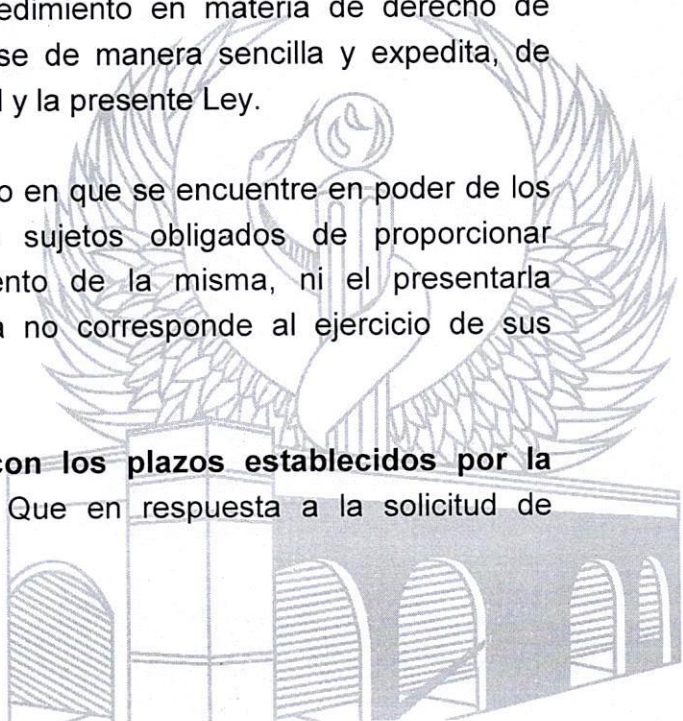 edimiento en materia de derecho de
se de manera sencilla y expedita, de
l y la presente Ley.
o en que se encuentre en poder de los
sujetos obligados de proporcionar
ento de la misma, ni el presentarla
a no corresponde al ejercicio de sus
con los plazos establecidos por la
Que en respuesta a la solicitud de